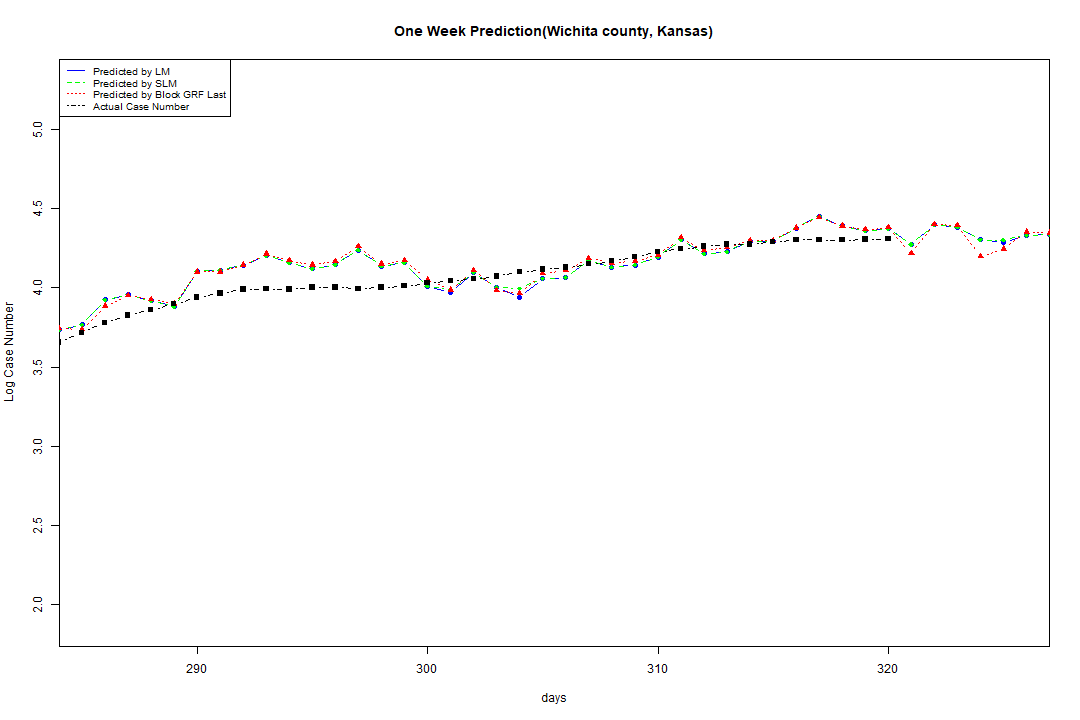 One Week Prediction(Wichita county, Kansas)
Predicted by LM
Predicted by SLM
Predicted by Block GRF Last
Actual Case Number
5.0
4.5
4.0
3.5
3.0
2.5
2.0
Log Case Number
290 300 310 320
days